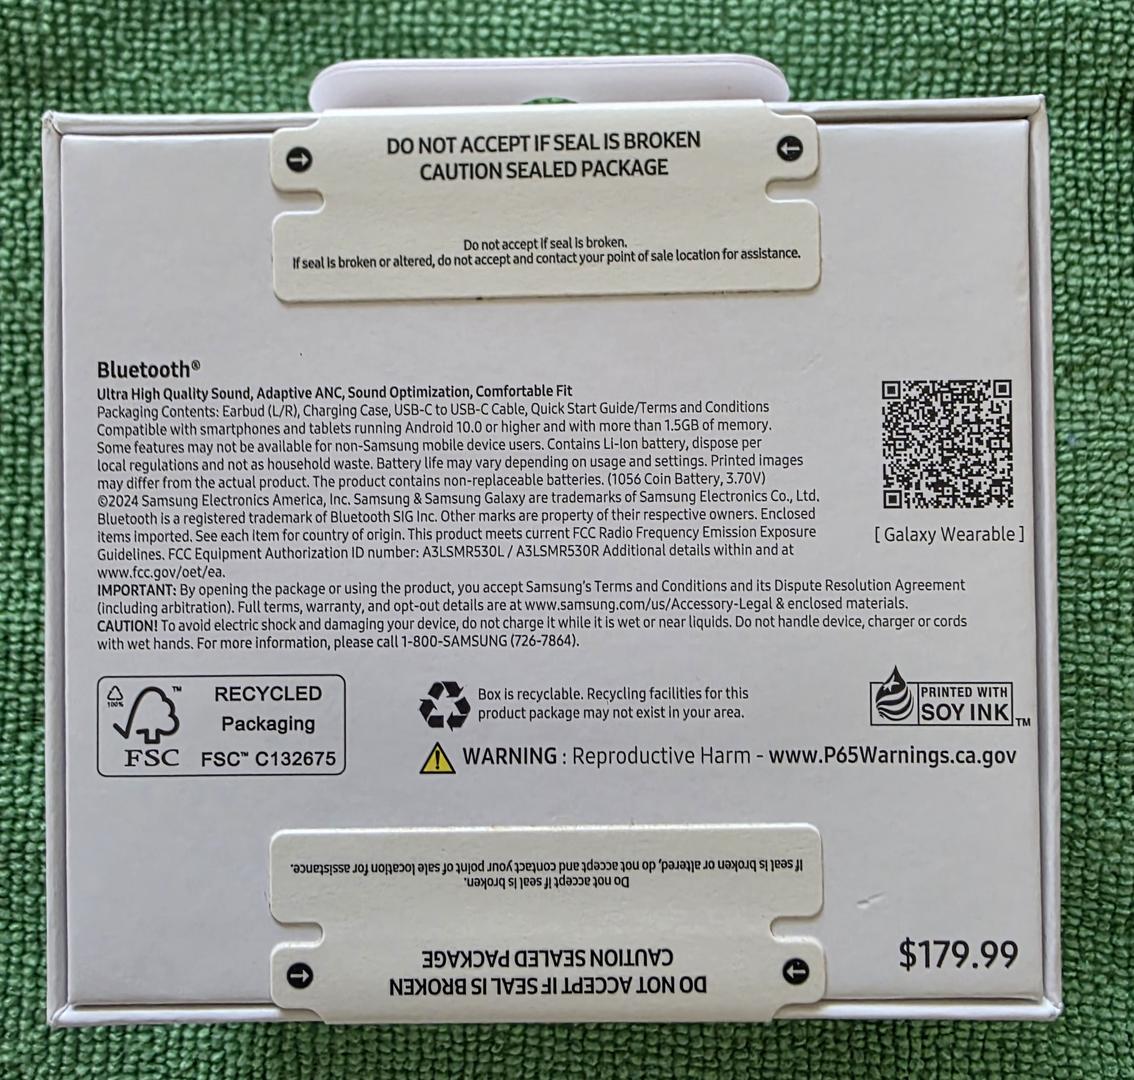 DO NOT ACCEPT IF SEAL IS BROKEN
CAUTION SEALED PACKAGE
Do not accept if seal is broken.
If seal is broken or altered, do not accept and contact your point of sale location for assistance.
Bluetooth®
Ultra High Quality Sound, Adaptive ANC, Sound Optimization, Comfortable Fit
Packaging Contents: Earbud (L/R), Charging Case, USB-C to USB-C Cable, Quick Start Guide/Terms and Conditions
Compatible with smartphones and tablets running Android 10.0 or higher and with more than 1.5GB of memory.
Some features may not be available for non-Samsung mobile device users. Contains Li-Ion battery, dispose per
local regulations and not as household waste. Battery life may vary depending on usage and settings. Printed images
may differ from the actual product. The product contains non-replaceable batteries. (1056 Coin Battery, 3.70V)
©2024 Samsung Electronics America, Inc. Samsung & Samsung Galaxy are trademarks of Samsung Electronics Co., Ltd.
Bluetooth is a registered trademark of Bluetooth SIG Inc. Other marks are property of their respective owners. Enclosed
items imported. See each item for country of origin. This product meets current FCC Radio Frequency Emission Exposure
Guidelines. FCC Equipment Authorization ID number: A3LSMR530L / A3LSMR530R Additional details within and at
www.fcc.gov/oet/ea.
IMPORTANT: By opening the package or using the product, you accept Samsung's Terms and Conditions and its Dispute Resolution Agreement
(including arbitration). Full terms, warranty, and opt-out details are at www.samsung.com/us/Accessory-Legal & enclosed materials.
CAUTION! To avoid electric shock and damaging your device, do not charge it while it is wet or near liquids. Do not handle device, charger or cords
with wet hands. For more information, please call 1-800-SAMSUNG (726-7864).
[ Galaxy Wearable ]
100%
™
FSC
RECYCLED
Packaging
FSC™ C132675
Box is recyclable. Recycling facilities for this
product package may not exist in your area.
PRINTED WITH
SOY INK™
WARNING : Reproductive Harm - www.P65Warnings.ca.gov
DO NOT ACCEPT IF SEAL IS BROKEN
CAUTION SEALED PACKAGE
Do not accept if seal is broken.
If seal is broken or altered, do not accept and contact your point of sale location for assistance.
$179.99